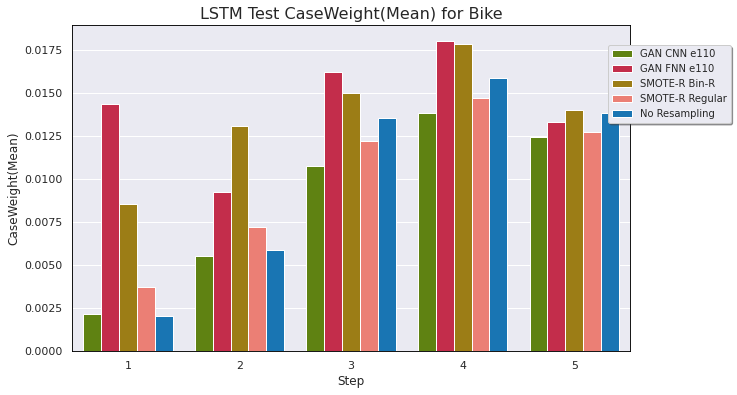 LSTM Test CaseWeight(Mean) for Bike
CaseWeight(Mean)
0.0175
0.0150
0.0125
0.0100
0.0075
0.0050
0.0025
0.0000
1 2 3 4 5
Step
GAN CNN e110
GAN FNN e110
SMOTE-R Bin-R
SMOTE-R Regular
No Resampling